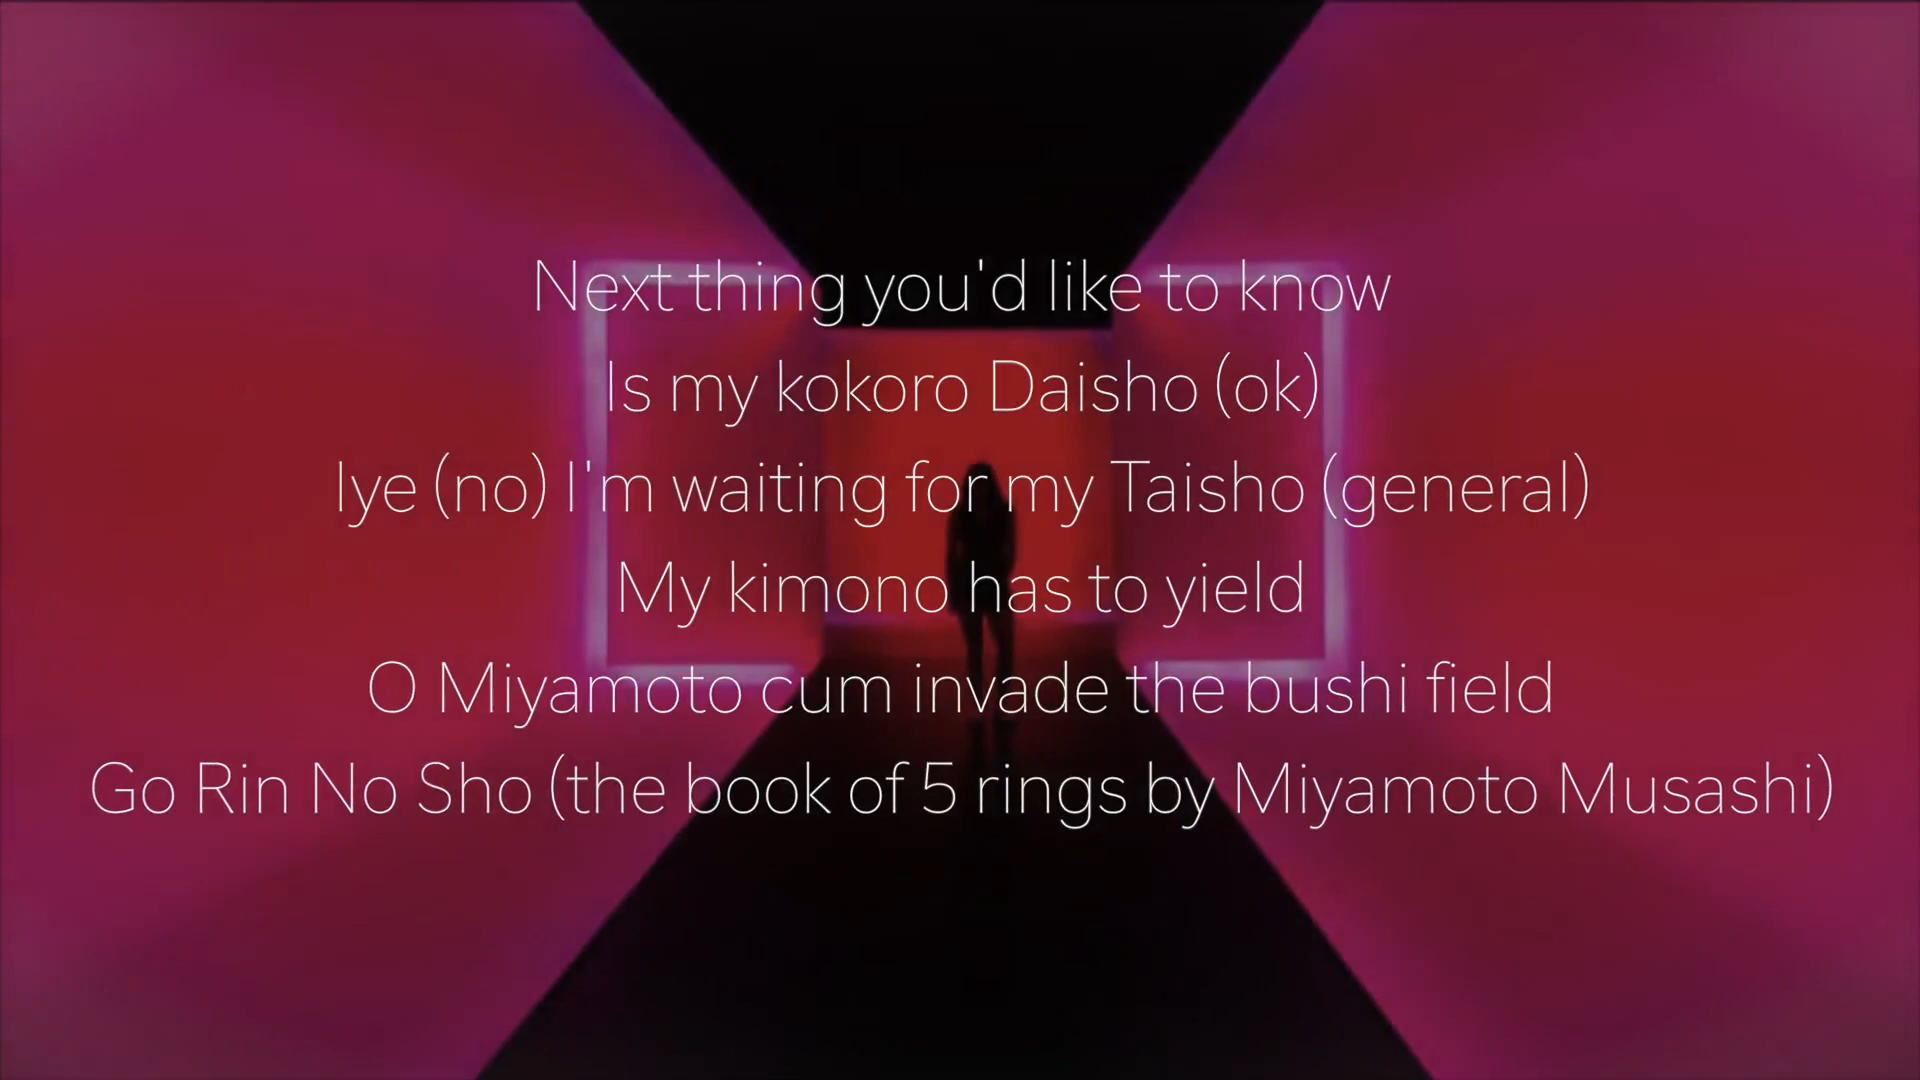 Next thing you'd like to know
Is my kokoro Daisho (ok)
Iye (no) I'm waiting for my Taisho (general)
My kimono has to yield
O Miyamoto cum invade the bushi field
Go Rin No Sho (the book of 5 rings by Miyamoto Musashi)